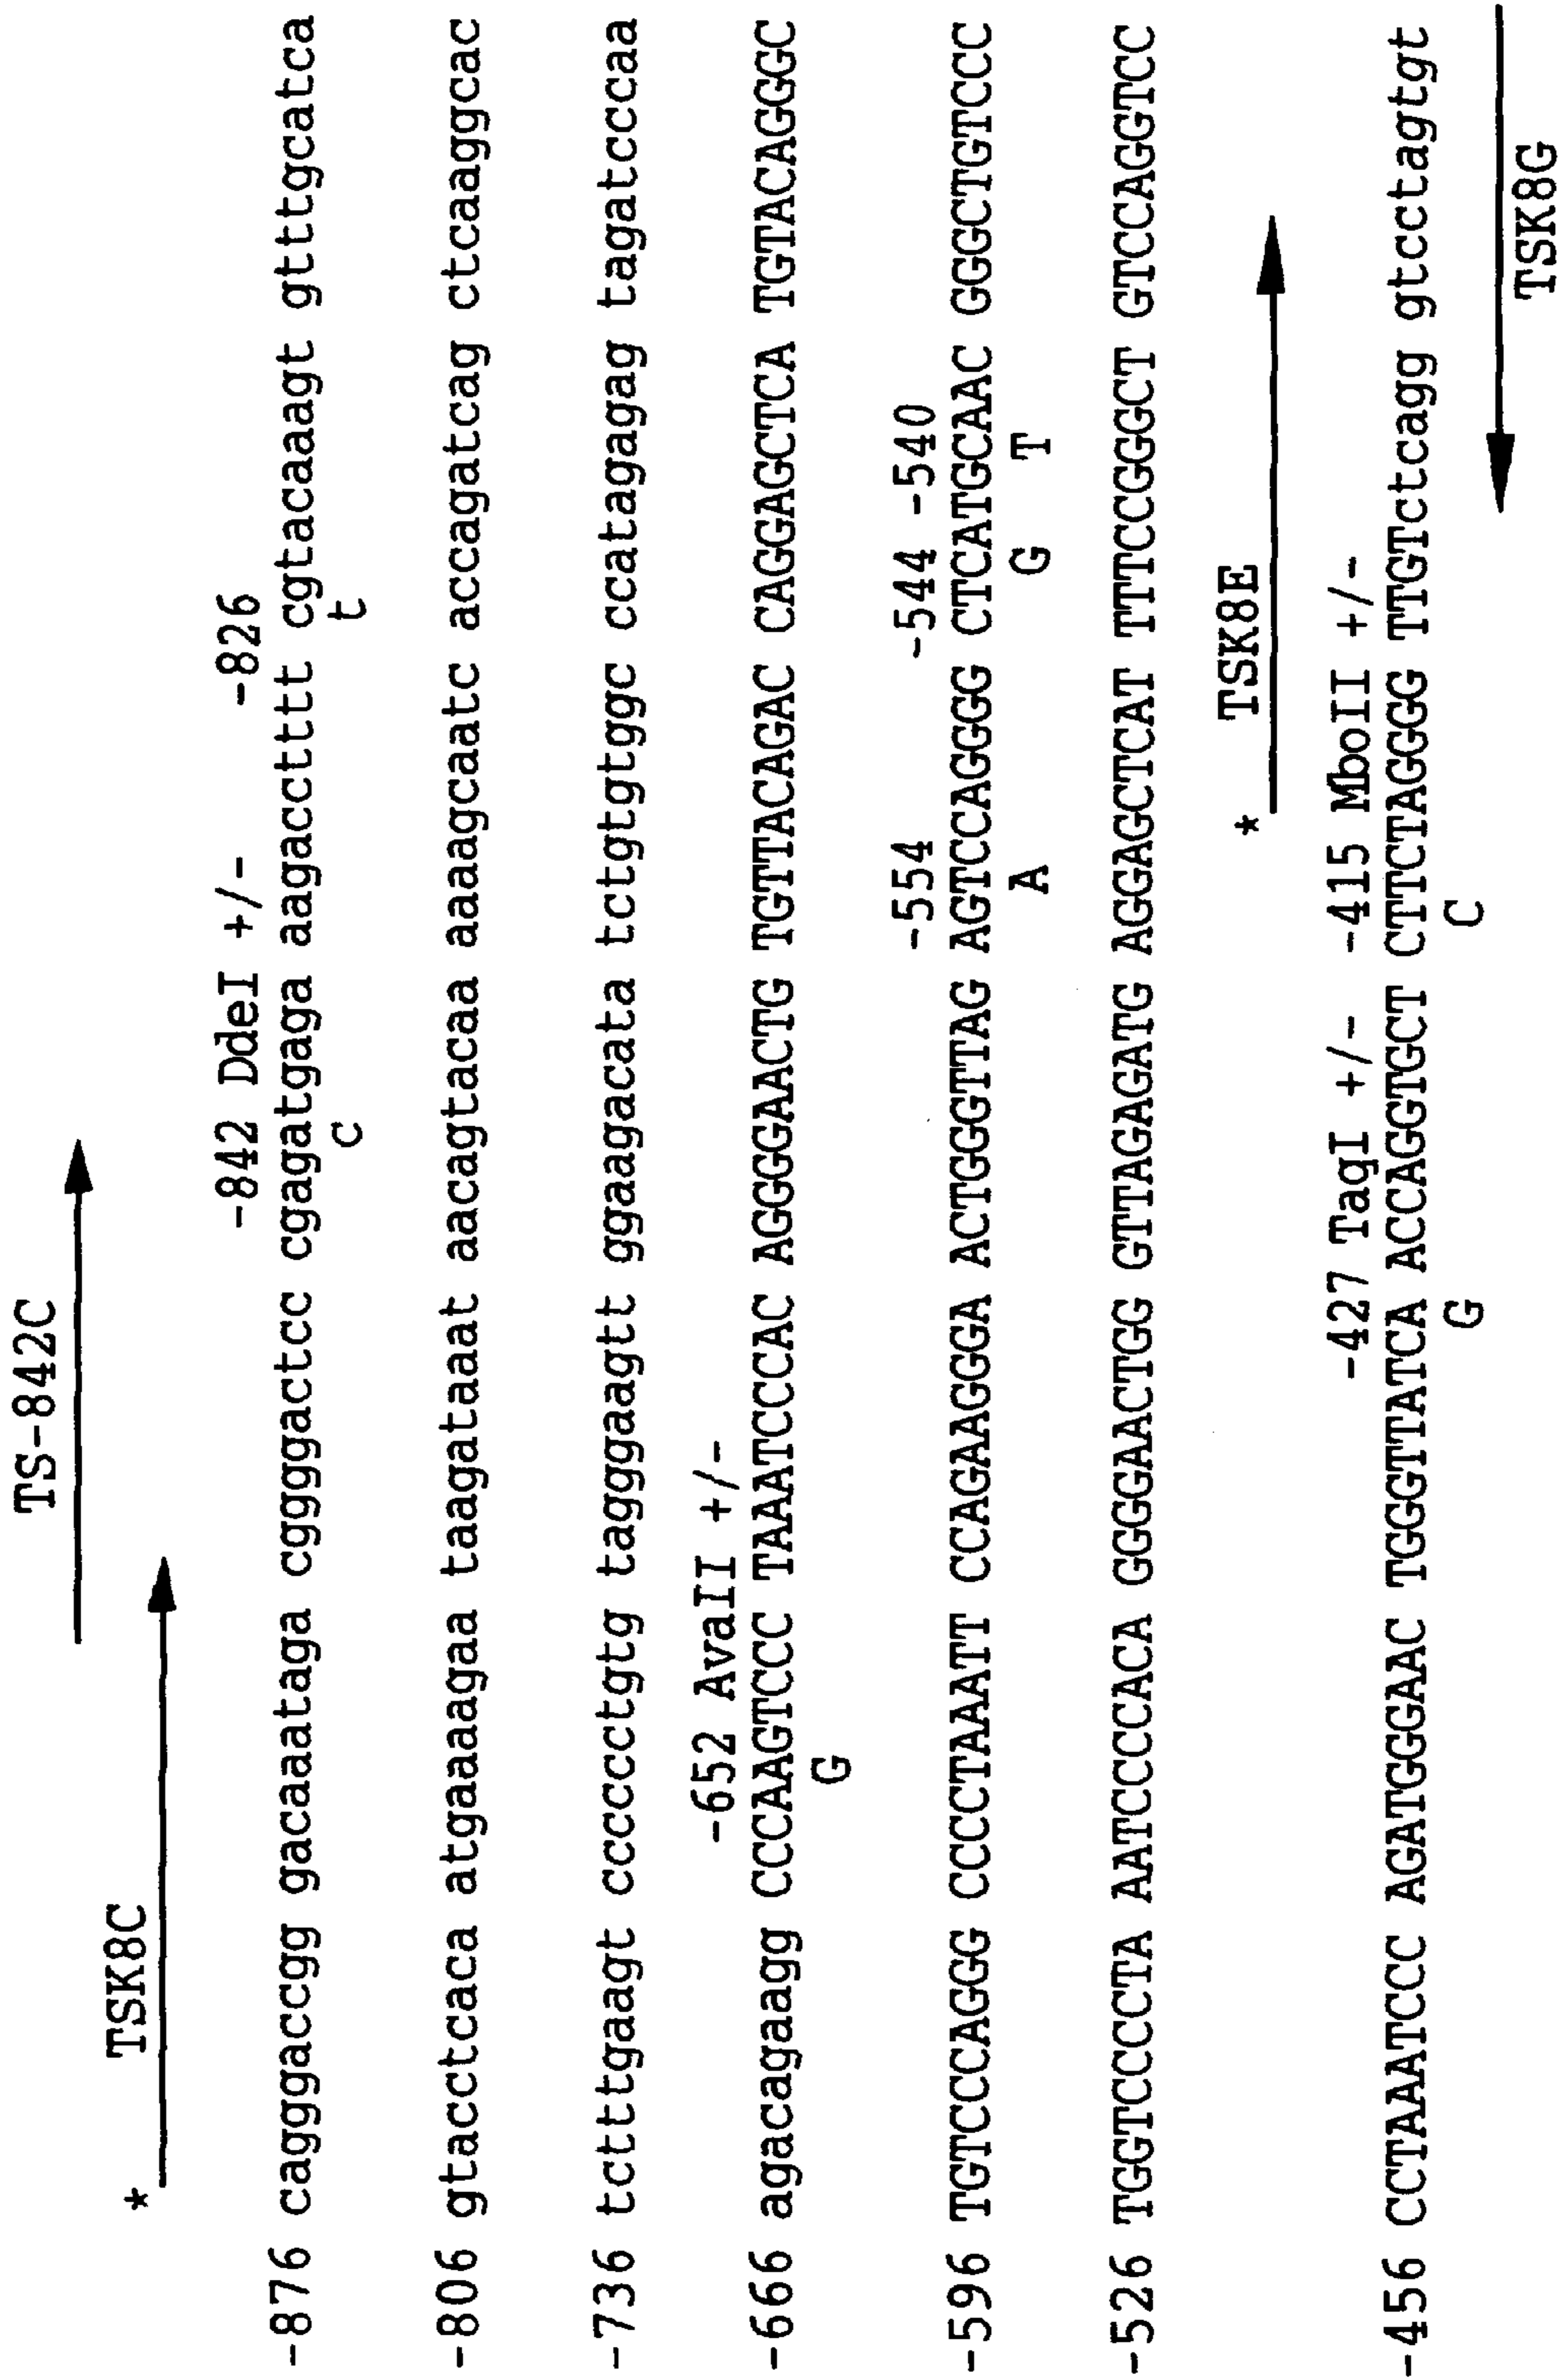 TS-842C
* TSK8C
-842 DdeI +/- -826
-876 cagggaccgg gacaaataga cggggactcc cgagatgaga aagacctttt cgtacaaagt gtttgcatca
c t
-806 gtacctcaca atgaaaagaa taagataaat aacagtacaa aaaagcaatc accagatcag ctcaaggcac
-736 tctttgaagt cccccctgtg tagggaagtt ggaagacata tctgtgtggc ccatagagag tagatcccaa
-652 AvaII +/-
-666 agacagaagg CCCAAGTCCC TAAATCCCAC AGGGAACTG TGTTACAGAC CAGGAGCTCA TGTACAGGGC
G
-554 -544 -540
-596 TGTCCCAGGG CCCCTAAATT CCAGAAGGGA ACTGGGTTAG AGTCCAGGGG CTCATGCAAC GGGCTGTCCC
A G T
-526 TGGTCCCCTA AATCCCCACA GGGGAACTGG GTTAGAGATG AGGAGCTCAT TTTCCGGGCT GTCCAGGTCC
* TSK8E
-427 TaqI +/- -415 MboII +/-
-456 CCTAAATCCC AGATGGGAAC TGGGTTATCA ACCAGGTGCT CTTCTAGGGG TTGTctcagg gtcctagtgt
G C
TSK8G